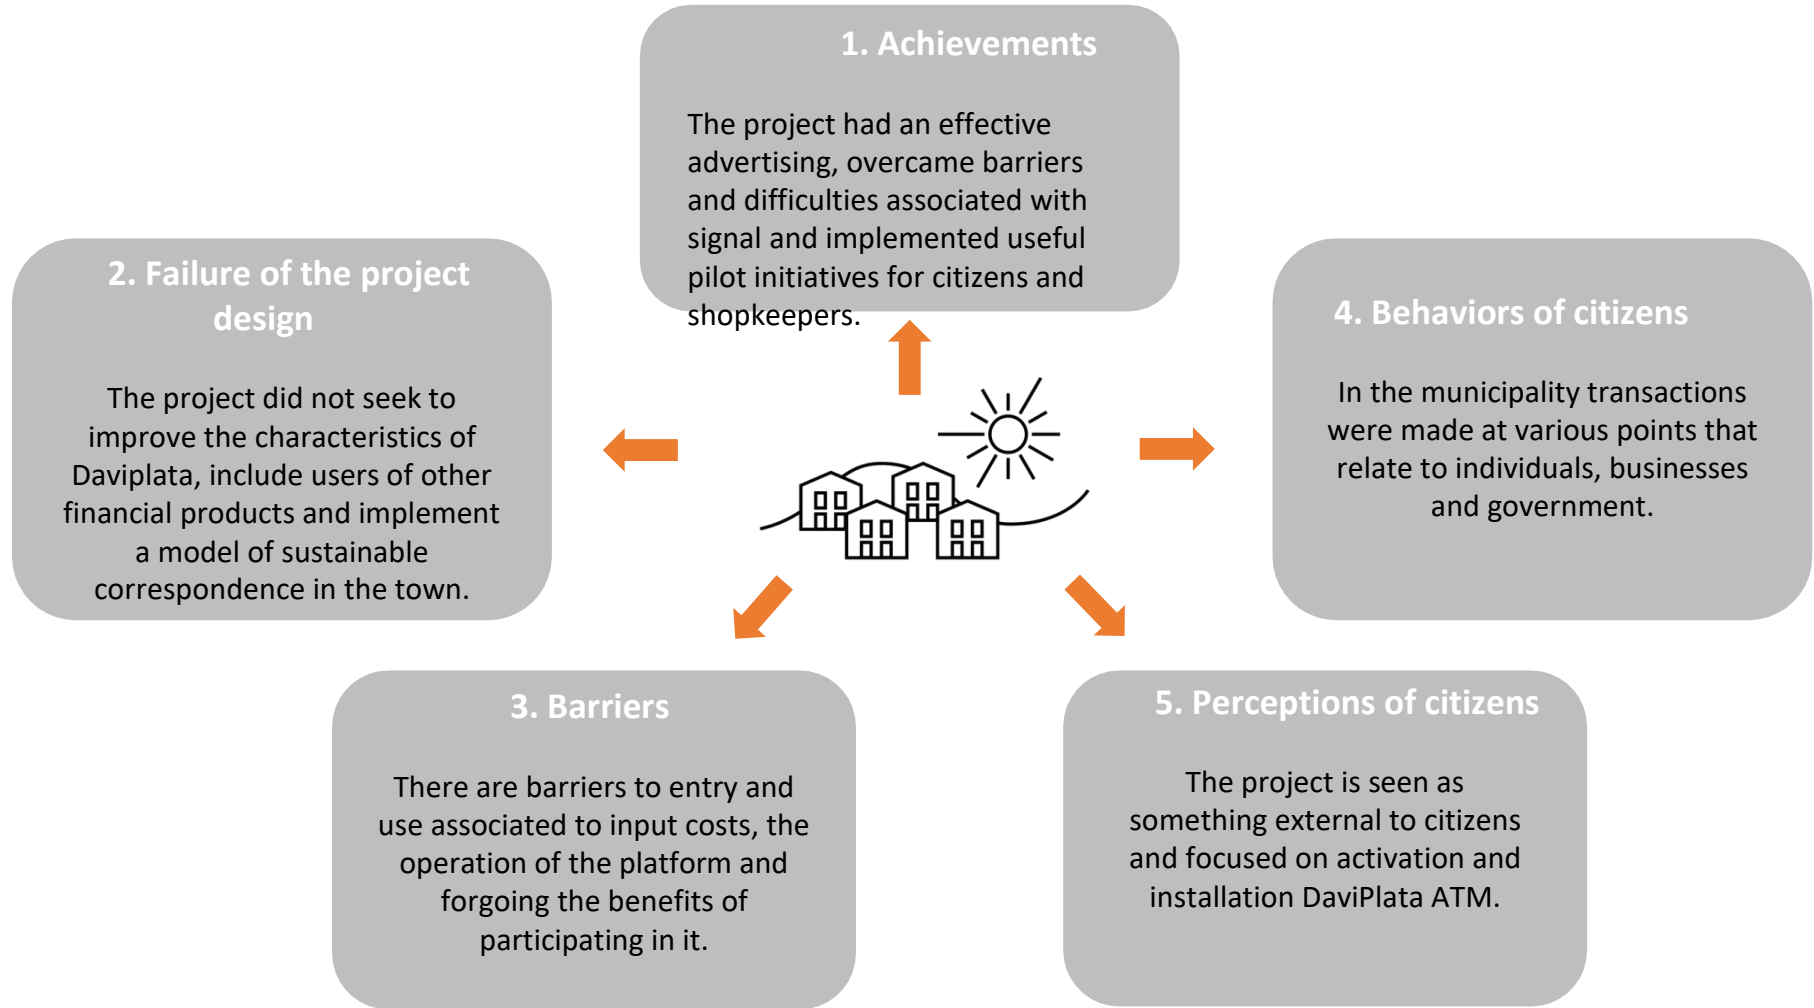 1. Achievements
The project had an effective
advertising, overcame barriers
and difficulties associated with
signal and implemented useful
pilot initiatives for citizens and
shopkeepers.
2. Failure of the project
design
The project did not seek to
improve the characteristics of
Daviplata, include users of other
financial products and implement
a model of sustainable
correspondence in the town.
3. Barriers
There are barriers to entry and
use associated to input costs, the
operation of the platform and
forgoing the benefits of
participating in it.
4. Behaviors of citizens
In the municipality transactions
were made at various points that
relate to individuals, businesses
and government.
5. Perceptions of citizens
The project is seen as
something external to citizens
and focused on activation and
installation DaviPlata ATM.